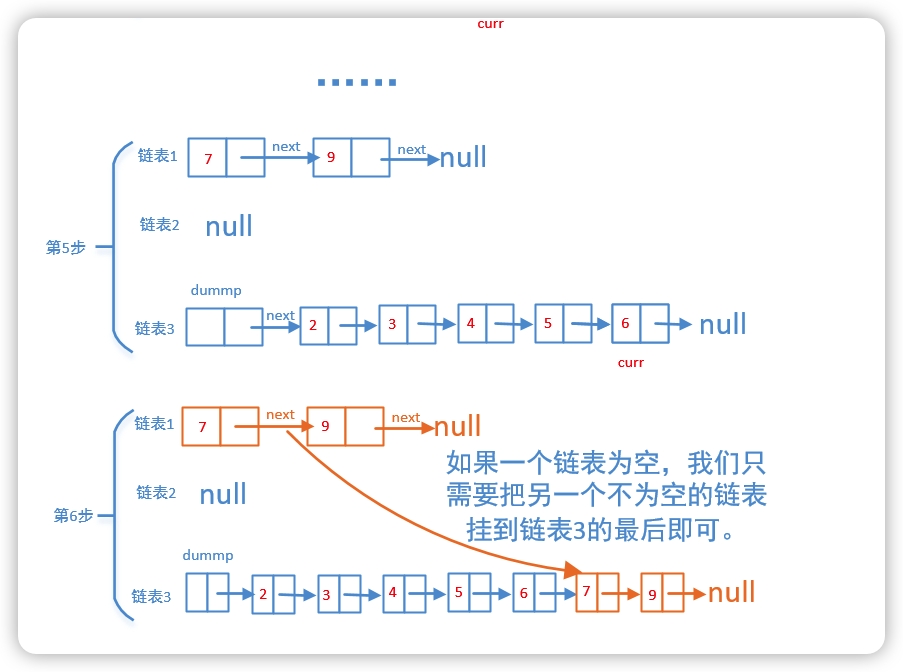 curr
......
链表1 7 next 9 next null
链表2 null
第5步
dummp
链表3 next 2 3 4 5 6 null
curr
链表1 7 next 9 next null
如果一个链表为空，我们只
需要把另一个不为空的链表
挂到链表3的最后即可。
链表2 null
第6步
dummp
链表3 2 3 4 5 6 7 9 null